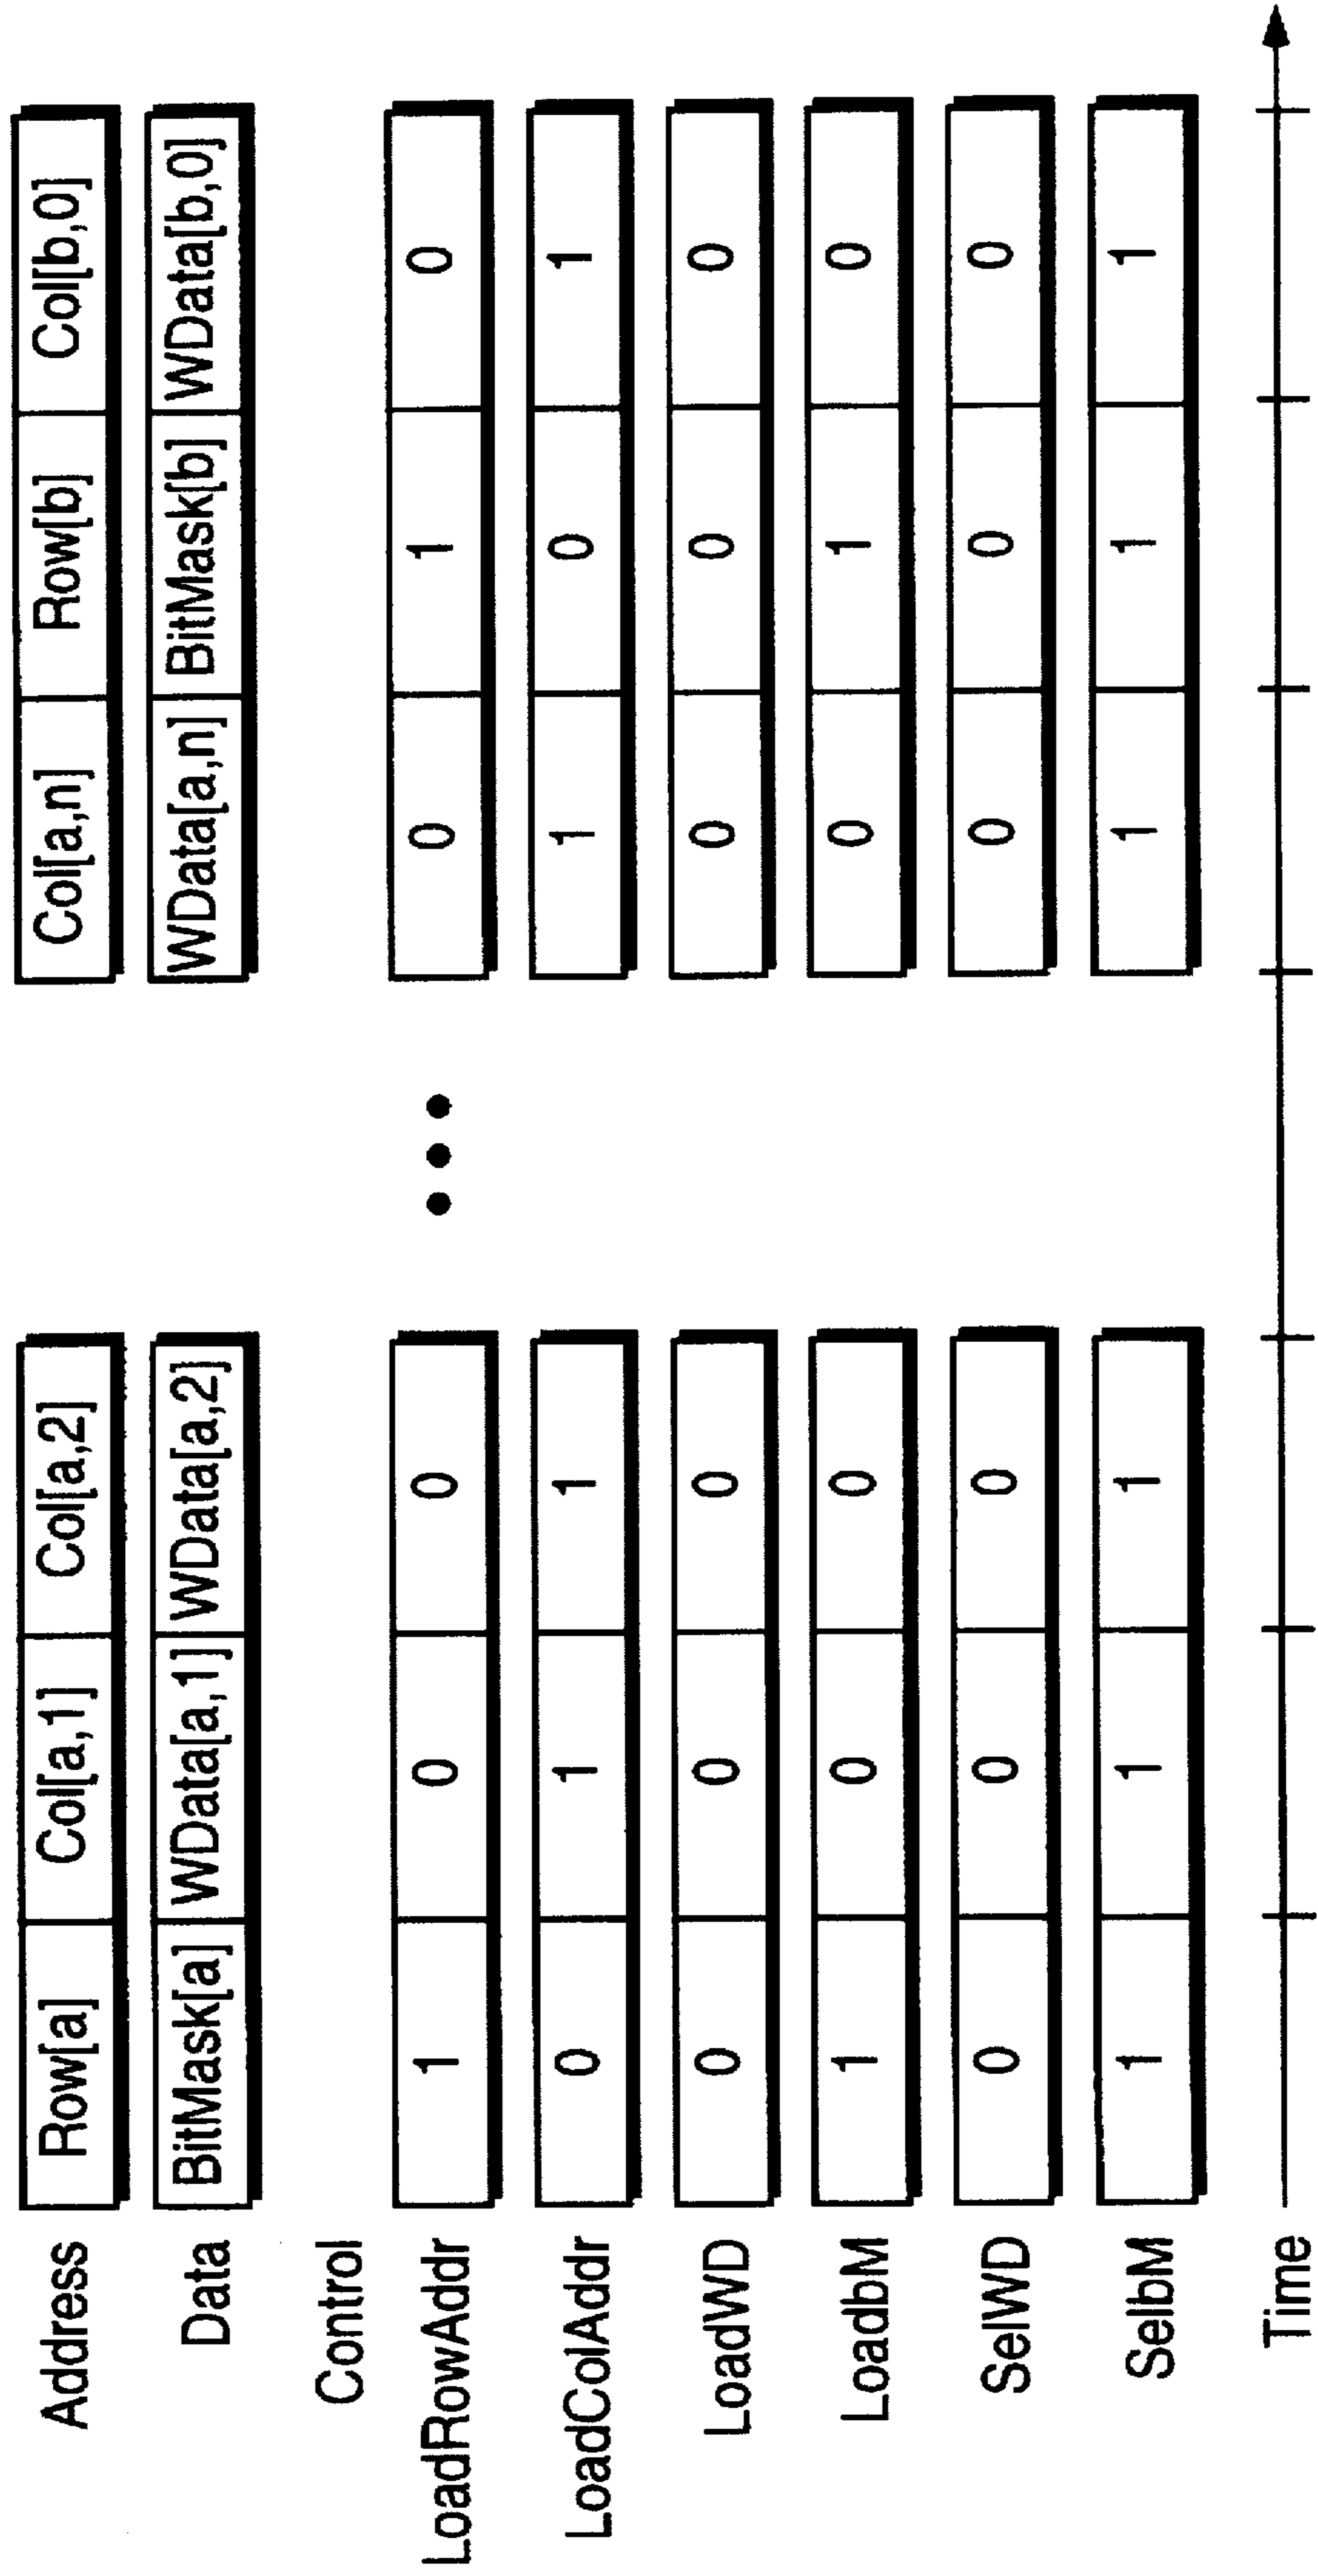 Address Row[a] Col[a,1] Col[a,2] Col[a,n] Row[b] Col[b,0]
Data BitMask[a] WData[a,1] WData[a,2] WData[a,n] BitMask[b] WData[b,0]
Control
LoadRowAddr 1 0 0 ••• 0 1 0
LoadColAddr 0 1 1 1 0 1
LoadWD 0 0 0 0 0 0
LoadbM 1 0 0 0 1 0
SelWD 0 0 0 0 0 0
SelbM 1 1 1 1 1 1
Time